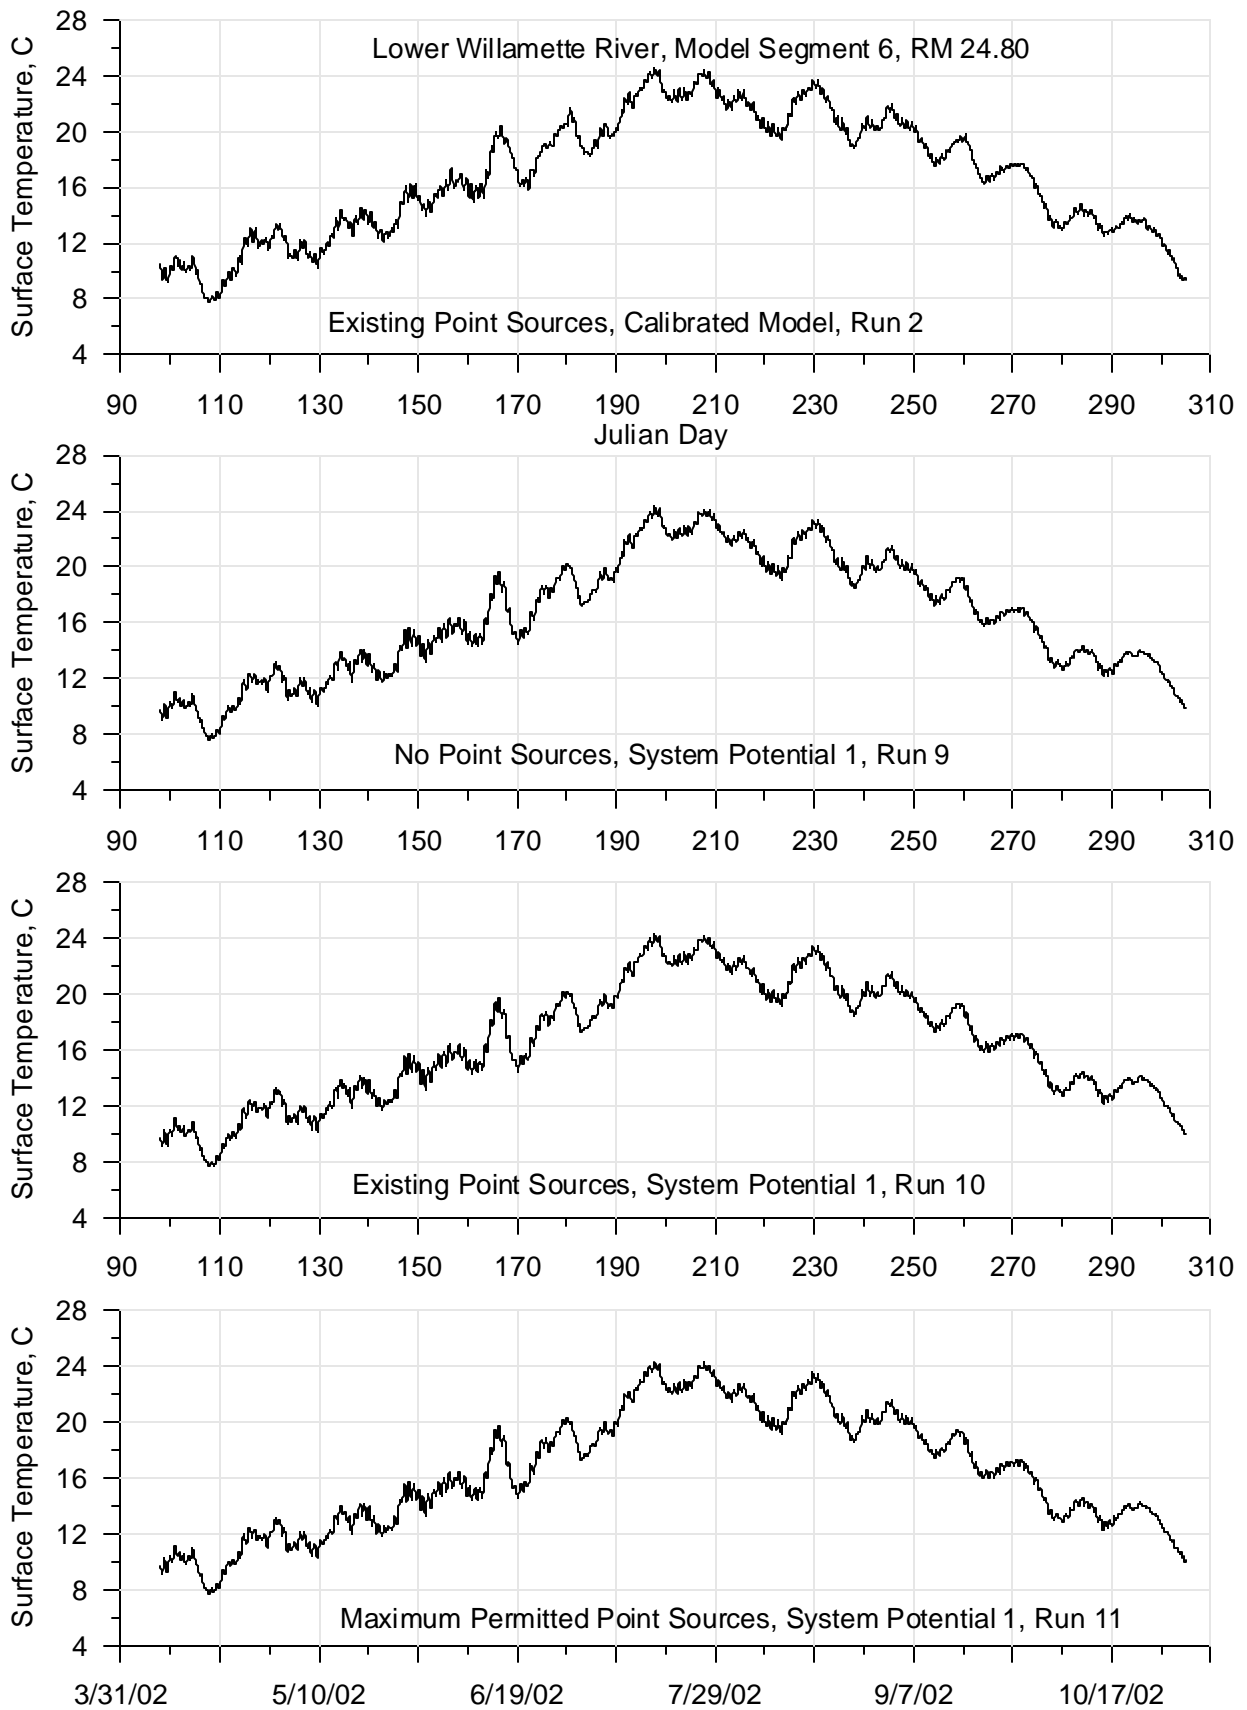 28
Lower Willamette River, Model Segment 6, RM 24.80
24
20
16
12
8
Existing Point Sources, Calibrated Model, Run 2
4
Surface Temperature, C
90 110 130 150 170 190 210 230 250 270 290 310
Julian Day
28
24
20
16
12
8
No Point Sources, System Potential 1, Run 9
4
Surface Temperature, C
90 110 130 150 170 190 210 230 250 270 290 310
28
24
20
16
12
8
Existing Point Sources, System Potential 1, Run 10
4
Surface Temperature, C
90 110 130 150 170 190 210 230 250 270 290 310
28
24
20
16
12
8
Maximum Permitted Point Sources, System Potential 1, Run 11
4
Surface Temperature, C
3/31/02 5/10/02 6/19/02 7/29/02 9/7/02 10/17/02